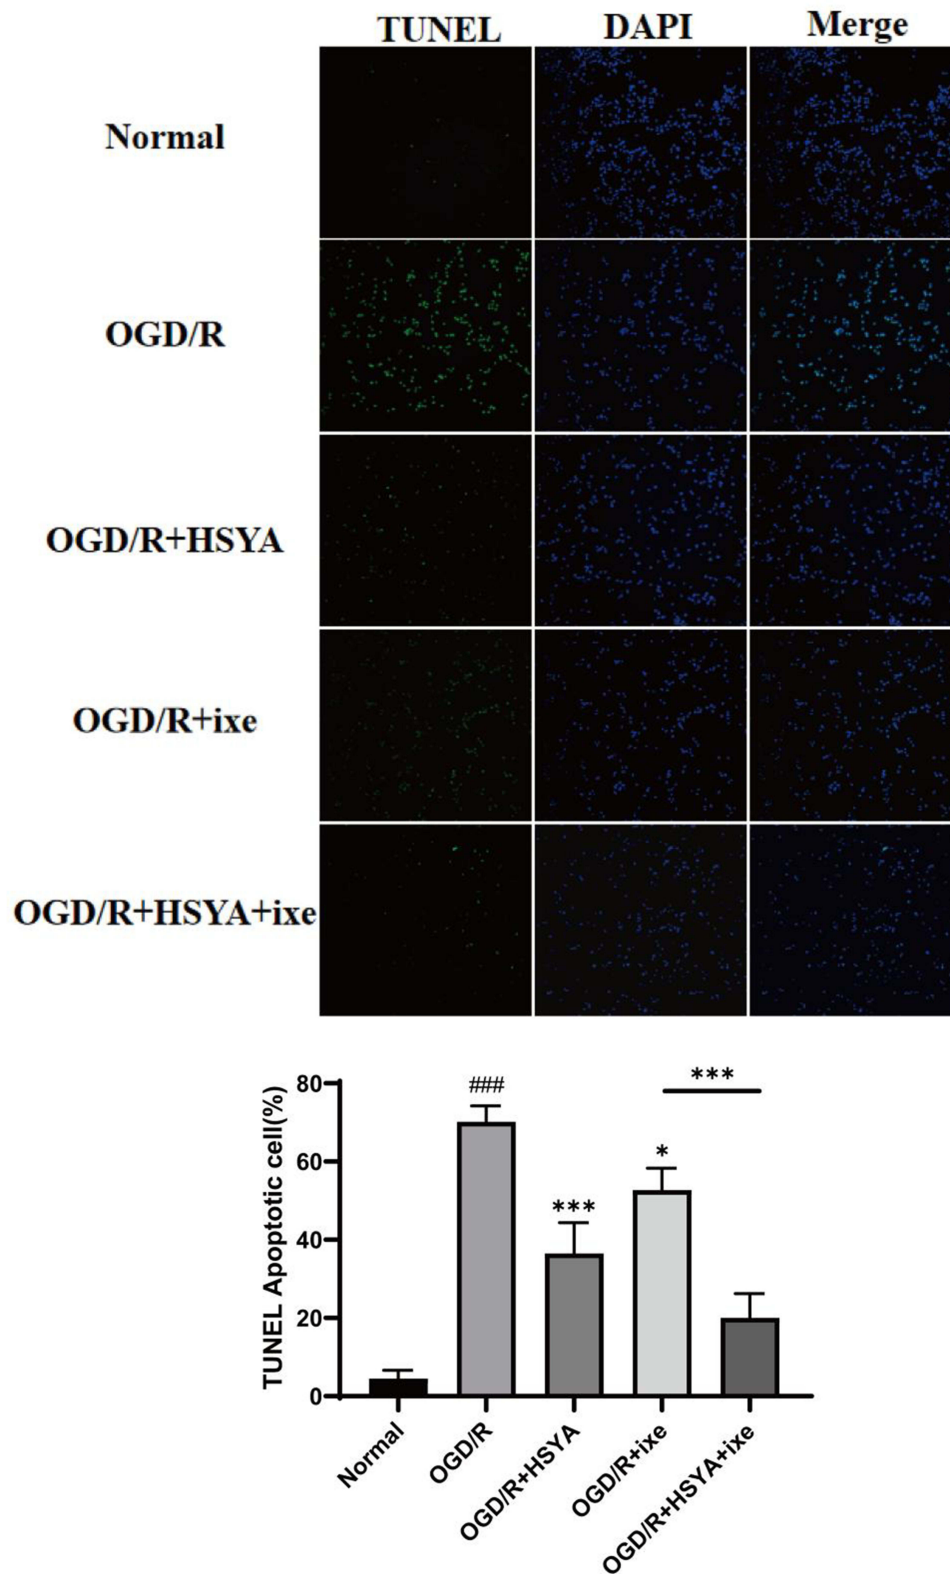 TUNEL DAPI Merge
Normal
OGD/R
OGD/R+HSYA
OGD/R+ixe
OGD/R+HSYA+ixe
TUNEL Apoptotic cell(%)
80
60
40
20
0
###
***
*
***
Normal
OGD/R
OGD/R+HSYA
OGD/R+ixe
OGD/R+HSYA+ixe